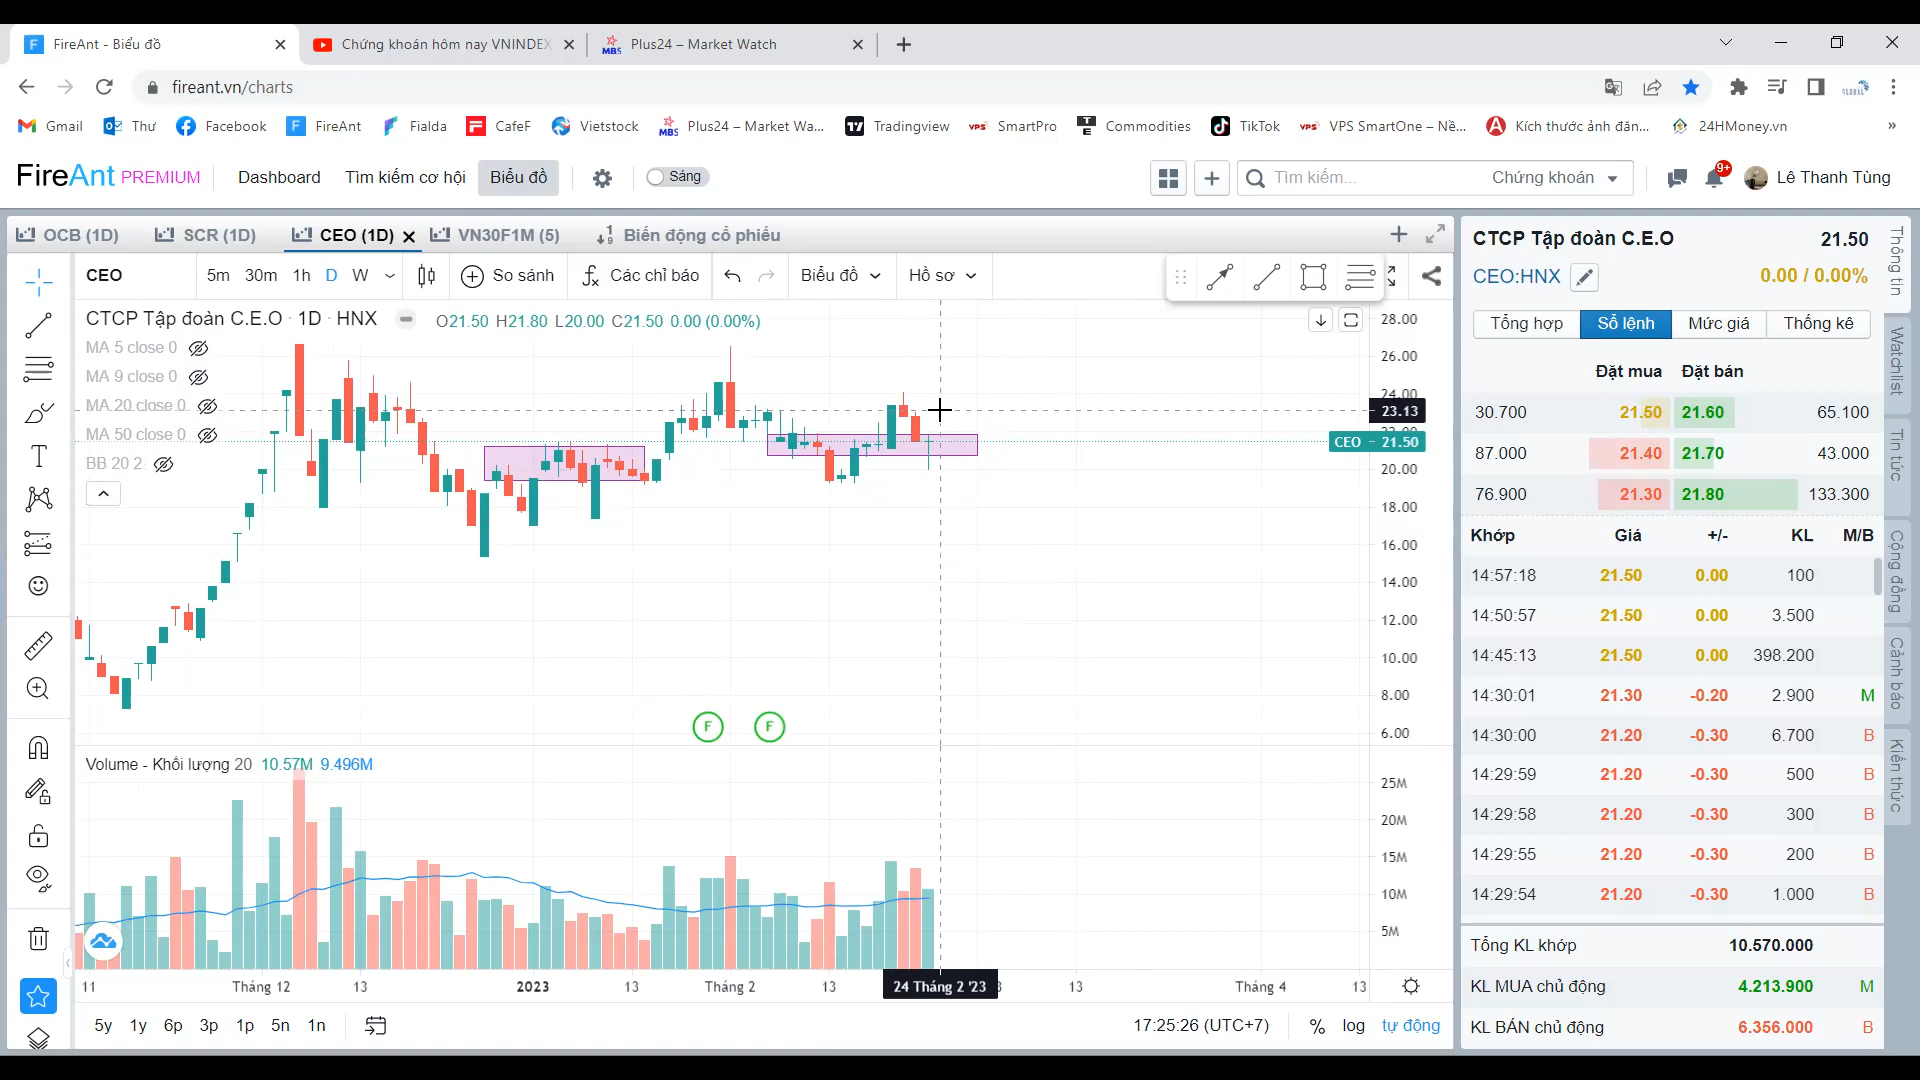 FireAnt - Biểu đồ
Chứng khoán hôm nay VNINDEX
MBS Plus24 – Market Watch
fireant.vn/charts
Gmail
Thư
Facebook
FireAnt
Fialda
CafeF
Vietstock
MBS Plus24 – Market Wa...
Tradingview
VPS SmartPro
TE Commodities
TikTok
VPS VPS SmartOne – Nề...
Kích thước ảnh đăn...
24HMoney.vn
»
FireAnt PREMIUM
Dashboard
Tìm kiếm cơ hội
Biểu đồ
Sáng
Tìm kiếm...
Chứng khoán
9+
Lê Thanh Tùng
OCB (1D)
SCR (1D)
CEO (1D)
VN30F1M (5)
Biến động cổ phiếu
CEO
5m 30m 1h D W
So sánh
Các chỉ báo
Biểu đồ
Hồ sơ
CTCP Tập đoàn C.E.O · 1D · HNX
O21.50 H21.80 L20.00 C21.50 0.00 (0.00%)
MA 5 close 0
MA 9 close 0
MA 20 close 0
MA 50 close 0
BB 20 2
28.00
26.00
24.00
23.13
CEO - 21.50
20.00
18.00
16.00
14.00
12.00
10.00
8.00
6.00
F
F
Volume - Khối lượng 20 10.57M 9.496M
25M
20M
15M
10M
5M
11
Tháng 12
13
2023
13
Tháng 2
13
24 Tháng 2 '23
13
Tháng 4
13
5y 1y 6p 3p 1p 5n 1n
17:25:26 (UTC+7)
% log tự động
CTCP Tập đoàn C.E.O
21.50
CEO:HNX
0.00 / 0.00%
Tổng hợp
Sổ lệnh
Mức giá
Thống kê
Đặt mua Đặt bán
30.700 21.50 21.60 65.100
87.000 21.40 21.70 43.000
76.900 21.30 21.80 133.300
Khớp Giá +/- KL M/B
14:57:18 21.50 0.00 100
14:50:57 21.50 0.00 3.500
14:45:13 21.50 0.00 398.200
14:30:01 21.30 -0.20 2.900 M
14:30:00 21.20 -0.30 6.700 B
14:29:59 21.20 -0.30 500 B
14:29:58 21.20 -0.30 300 B
14:29:55 21.20 -0.30 200 B
14:29:54 21.20 -0.30 1.000 B
Tổng KL khớp 10.570.000
KL MUA chủ động 4.213.900 M
KL BÁN chủ động 6.356.000 B
Thông tin
Watchlist
Tin tức
Cộng đồng
Cảnh báo
Kiến thức